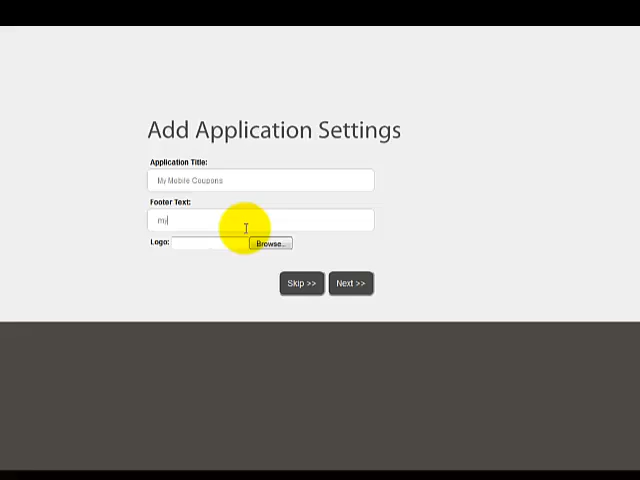 Add Application Settings
Application Title:
My Mobile Coupons
Footer Text:
my
Logo:
Browse..
Skip >>
Next >>